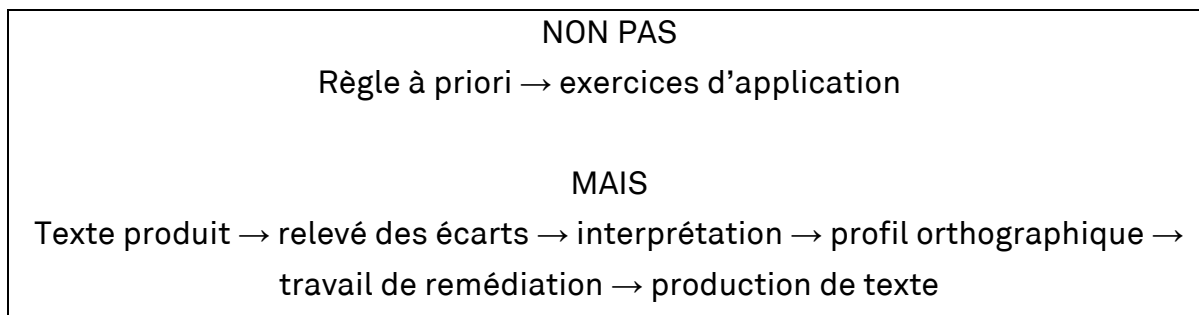 NON PAS
Règle à priori → exercices d’application
MAIS
Texte produit → relevé des écarts → interprétation → profil orthographique →
travail de remédiation → production de texte